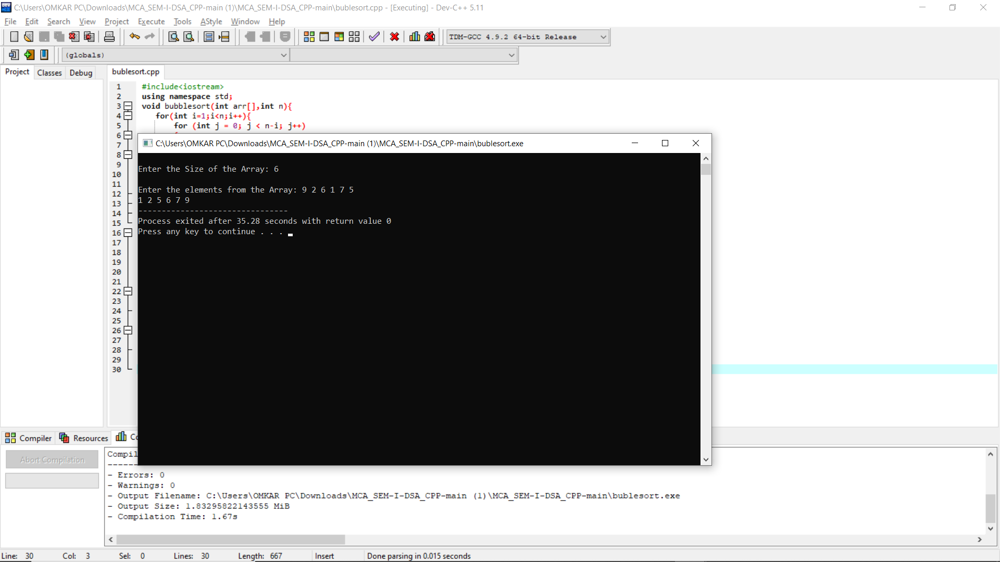 C:\Users\OMKAR PC\Downloads\MCA_SEM-I-DSA_CPP-main (1)\MCA_SEM-I-DSA_CPP-main\bublesort.cpp - [Executing] - Dev-C++ 5.11
File Edit Search View Project Execute Tools AStyle Window Help
TDM-GCC 4.9.2 64-bit Release
(globals)
Project Classes Debug
bublesort.cpp
1 #include<iostream>
2 using namespace std;
3 void bubblesort(int arr[],int n){
4 for(int i=1;i<n;i++){
5 for (int j = 0; j < n-i; j++)
6
7
8
9
10
11
12
13
14
15
16
17
18
19
20
21
22
23
24
25
26
27
28
29
30
C:\Users\OMKAR PC\Downloads\MCA_SEM-I-DSA_CPP-main (1)\MCA_SEM-I-DSA_CPP-main\bublesort.exe
Enter the Size of the Array: 6
Enter the elements from the Array: 9 2 6 1 7 5
1 2 5 6 7 9
--------------------------------
Process exited after 35.28 seconds with return value 0
Press any key to continue . . .
Compiler Resources
Abort Compilation
- Errors: 0
- Warnings: 0
- Output Filename: C:\Users\OMKAR PC\Downloads\MCA_SEM-I-DSA_CPP-main (1)\MCA_SEM-I-DSA_CPP-main\bublesort.exe
- Output Size: 1.83295822143555 MiB
- Compilation Time: 1.67s
Line: 30 Col: 3 Sel: 0 Lines: 30 Length: 667 Insert Done parsing in 0.015 seconds